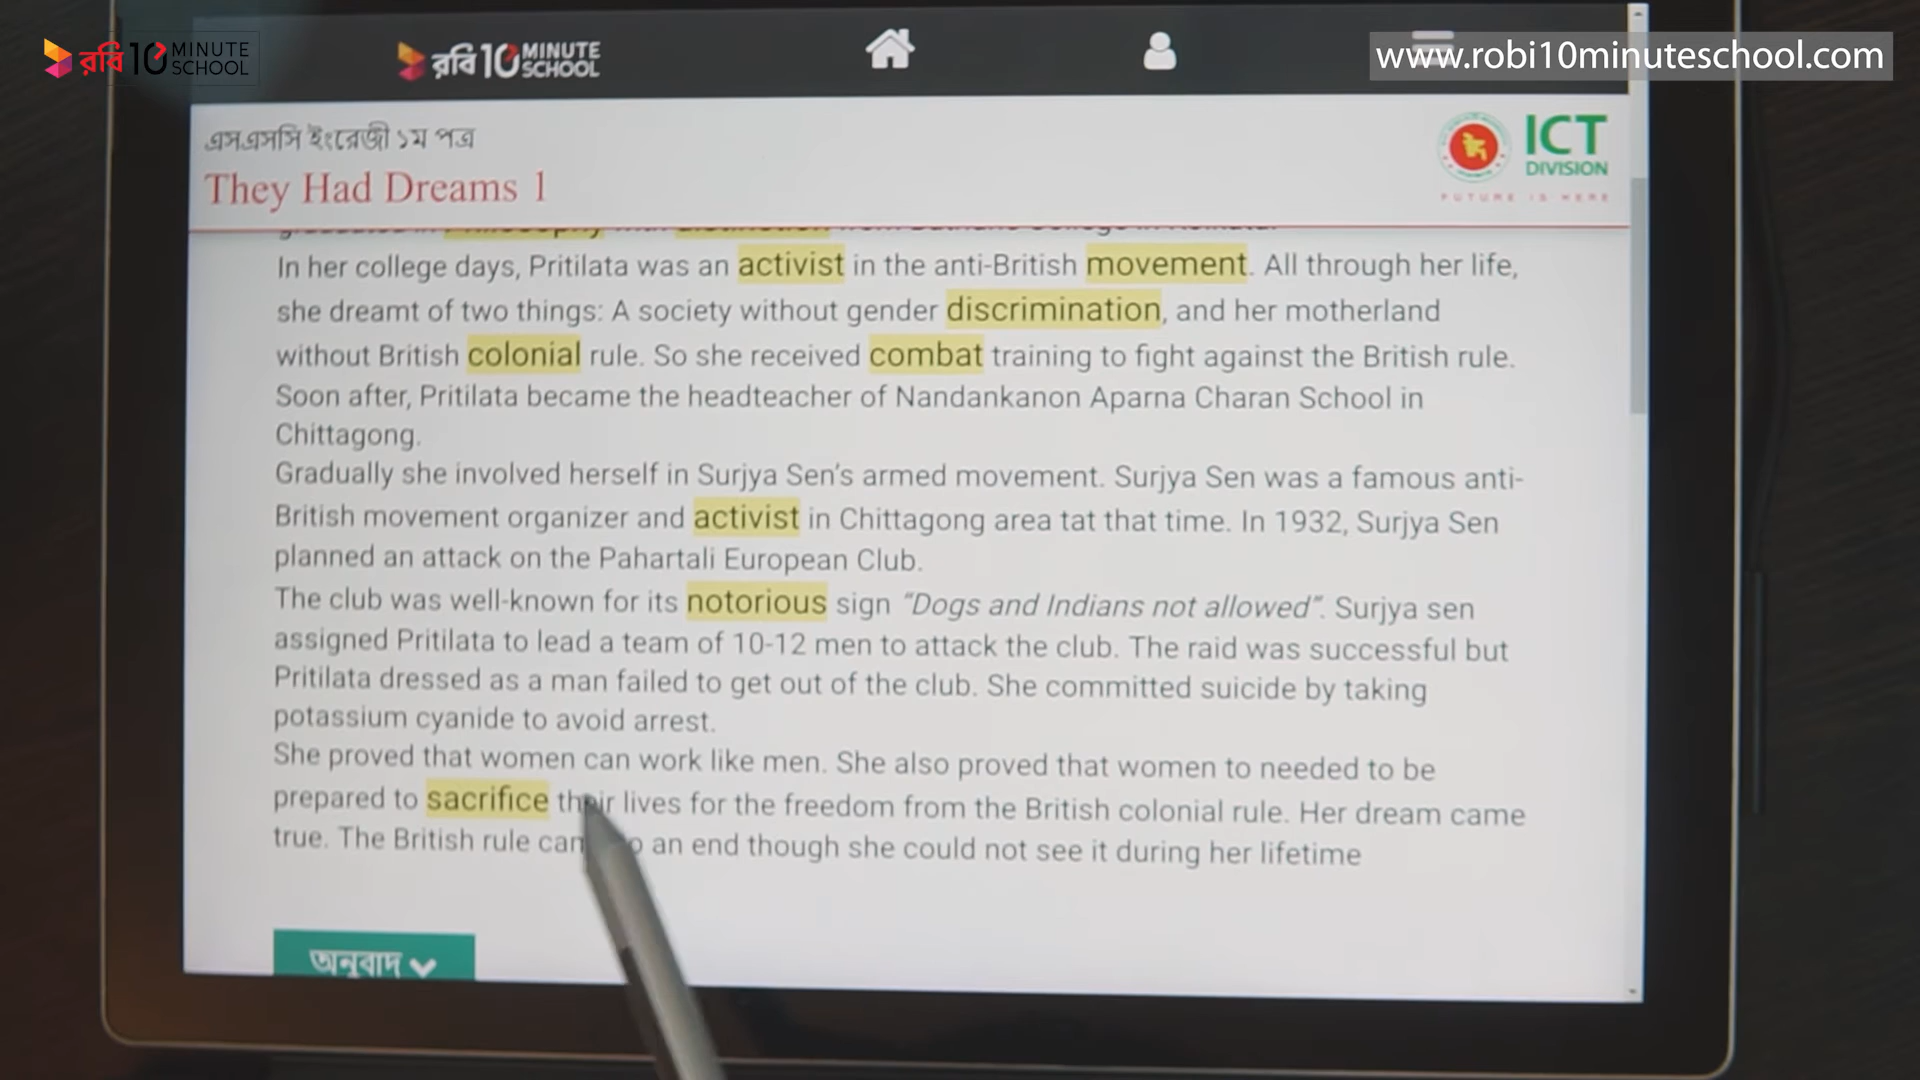 রবি 10 MINUTE SCHOOL
রবি 10 MINUTE SCHOOL
www.robi10minuteschool.com
এসএসসি ইংরেজী ১ম পত্র
They Had Dreams 1
ICT
DIVISION
FUTURE IS HERE
In her college days, Pritilata was an activist in the anti-British movement. All through her life,
she dreamt of two things: A society without gender discrimination, and her motherland
without British colonial rule. So she received combat training to fight against the British rule.
Soon after, Pritilata became the headteacher of Nandankanon Aparna Charan School in
Chittagong.
Gradually she involved herself in Surjya Sen's armed movement. Surjya Sen was a famous anti-
British movement organizer and activist in Chittagong area tat that time. In 1932, Surjya Sen
planned an attack on the Pahartali European Club.
The club was well-known for its notorious sign “Dogs and Indians not allowed”. Surjya sen
assigned Pritilata to lead a team of 10-12 men to attack the club. The raid was successful but
Pritilata dressed as a man failed to get out of the club. She committed suicide by taking
potassium cyanide to avoid arrest.
She proved that women can work like men. She also proved that women to needed to be
prepared to sacrifice their lives for the freedom from the British colonial rule. Her dream came
true. The British rule an end though she could not see it during her lifetime
অনুবাদ